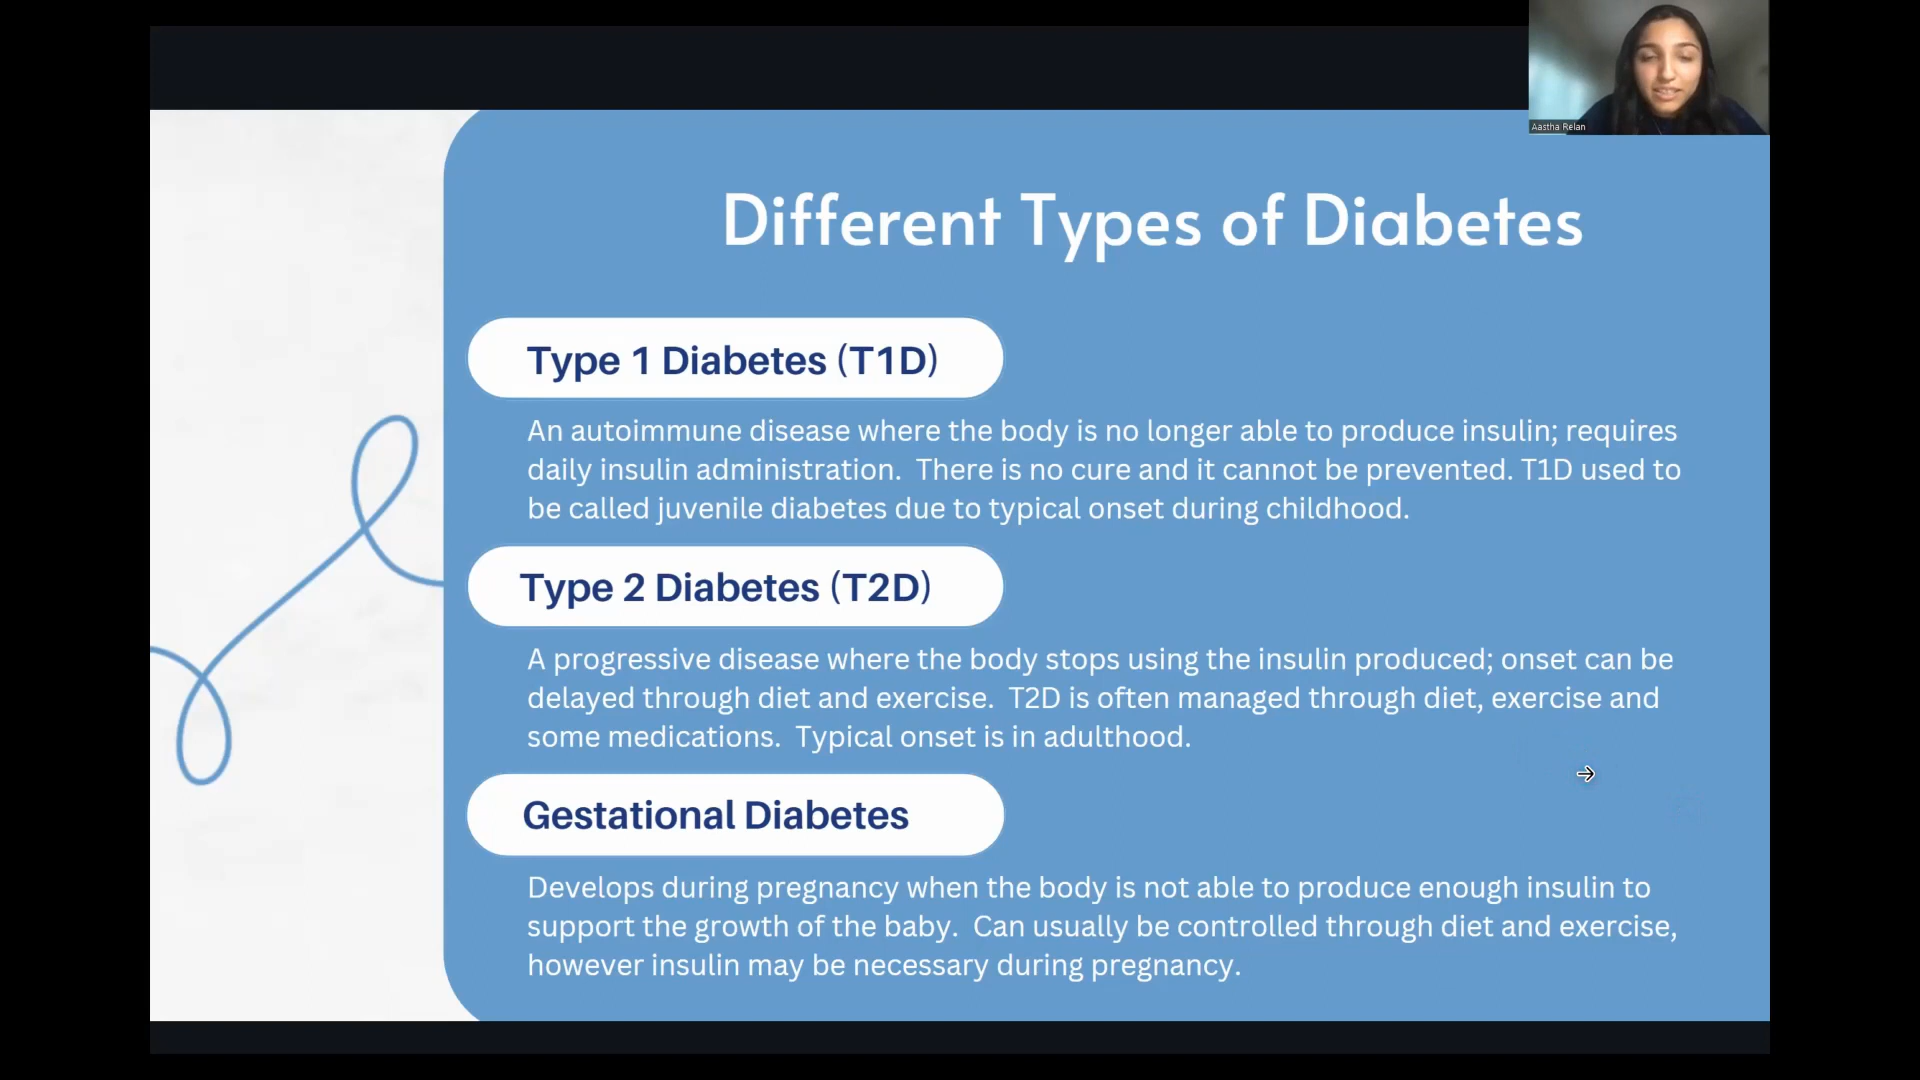 Aastha Relan
Different Types of Diabetes
Type 1 Diabetes (T1D)
An autoimmune disease where the body is no longer able to produce insulin; requires
daily insulin administration.  There is no cure and it cannot be prevented. T1D used to
be called juvenile diabetes due to typical onset during childhood.
Type 2 Diabetes (T2D)
A progressive disease where the body stops using the insulin produced; onset can be
delayed through diet and exercise.  T2D is often managed through diet, exercise and
some medications.  Typical onset is in adulthood.
Gestational Diabetes
Develops during pregnancy when the body is not able to produce enough insulin to
support the growth of the baby.  Can usually be controlled through diet and exercise,
however insulin may be necessary during pregnancy.